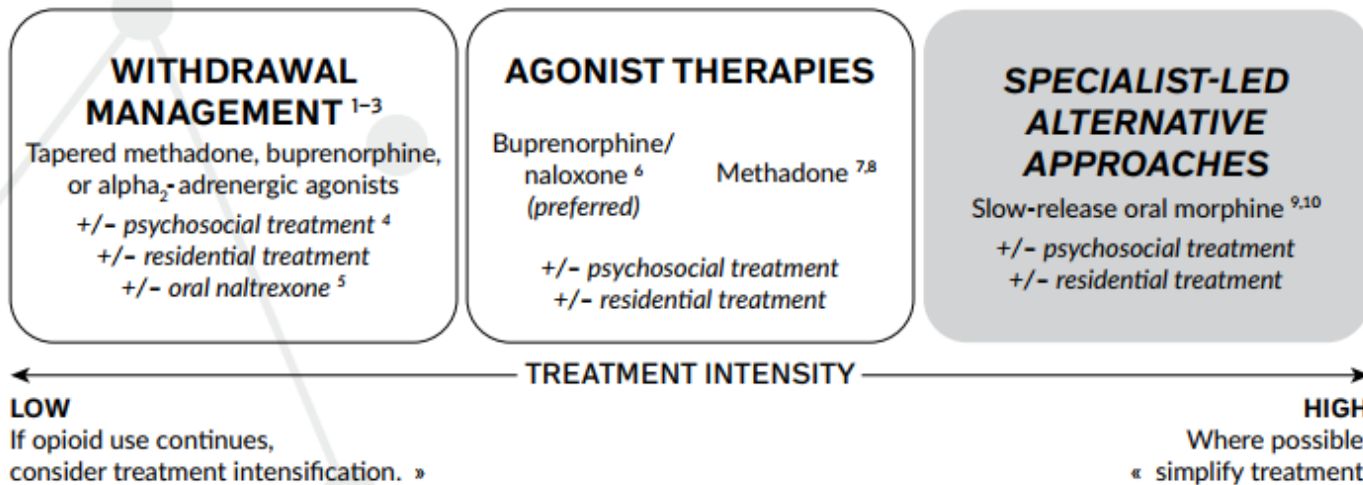 WITHDRAWAL
MANAGEMENT 1–3
Tapered methadone, buprenorphine,
or alpha2-adrenergic agonists
+/– psychosocial treatment 4
+/– residential treatment
+/– oral naltrexone 5
AGONIST THERAPIES
Buprenorphine/
naloxone 6
(preferred)
Methadone 7,8
+/– psychosocial treatment
+/– residential treatment
SPECIALIST-LED
ALTERNATIVE
APPROACHES
Slow-release oral morphine 9,10
+/– psychosocial treatment
+/– residential treatment
TREATMENT INTENSITY
LOW
If opioid use continues,
consider treatment intensification. »
HIGH
Where possible
« simplify treatment